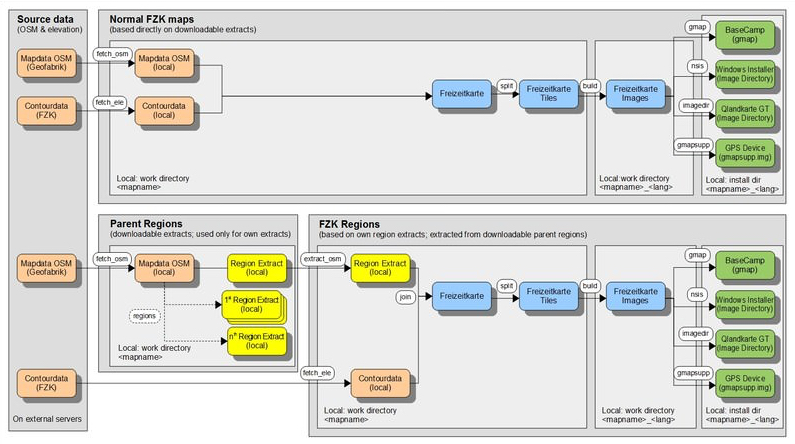 Source data
(OSM & elevation)
Mapdata OSM
(Geofabrik)
Contourdata
(FZK)
Mapdata OSM
(Geofabrik)
Contourdata
(FZK)
On external servers
Normal FZK maps
(based directly on downloadable extracts)
fetch_osm
Mapdata OSM
(local)
fetch_ele
Contourdata
(local)
Freizeitkarte
split
Freizeitkarte
Tiles
build
Freizeitkarte
Images
gmap
BaseCamp
(gmap)
nsis
Windows Installer
(Image Directory)
imagedir
Qlandkarte GT
(Image Directory)
gmapsupp
GPS Device
(gmapsupp.img)
Local: work directory
<mapname>
Local:work directory
<mapname>_<lang>
Local: install dir
<mapname>_<lang>
Parent Regions
(downloadable extracts; used only for own extracts)
fetch_osm
Mapdata OSM
(local)
Region Extract
(local)
regions
Region Extract
(local)
Region Extract
(local)
Local: work directory
<mapname>
FZK Regions
(based on own region extracts; extracted from downloadable parent regions)
extract_osm
Region Extract
(local)
join
fetch_ele
Contourdata
(local)
Freizeitkarte
split
Freizeitkarte
Tiles
build
Freizeitkarte
Images
gmap
BaseCamp
(gmap)
nsis
Windows Installer
(Image Directory)
imagedir
Qlandkarte GT
(Image Directory)
gmapsupp
GPS Device
(gmapsupp.img)
Local: work directory
<mapname>
Local: work directory
<mapname>_<lang>
Local: install dir
<mapname>_<lang>